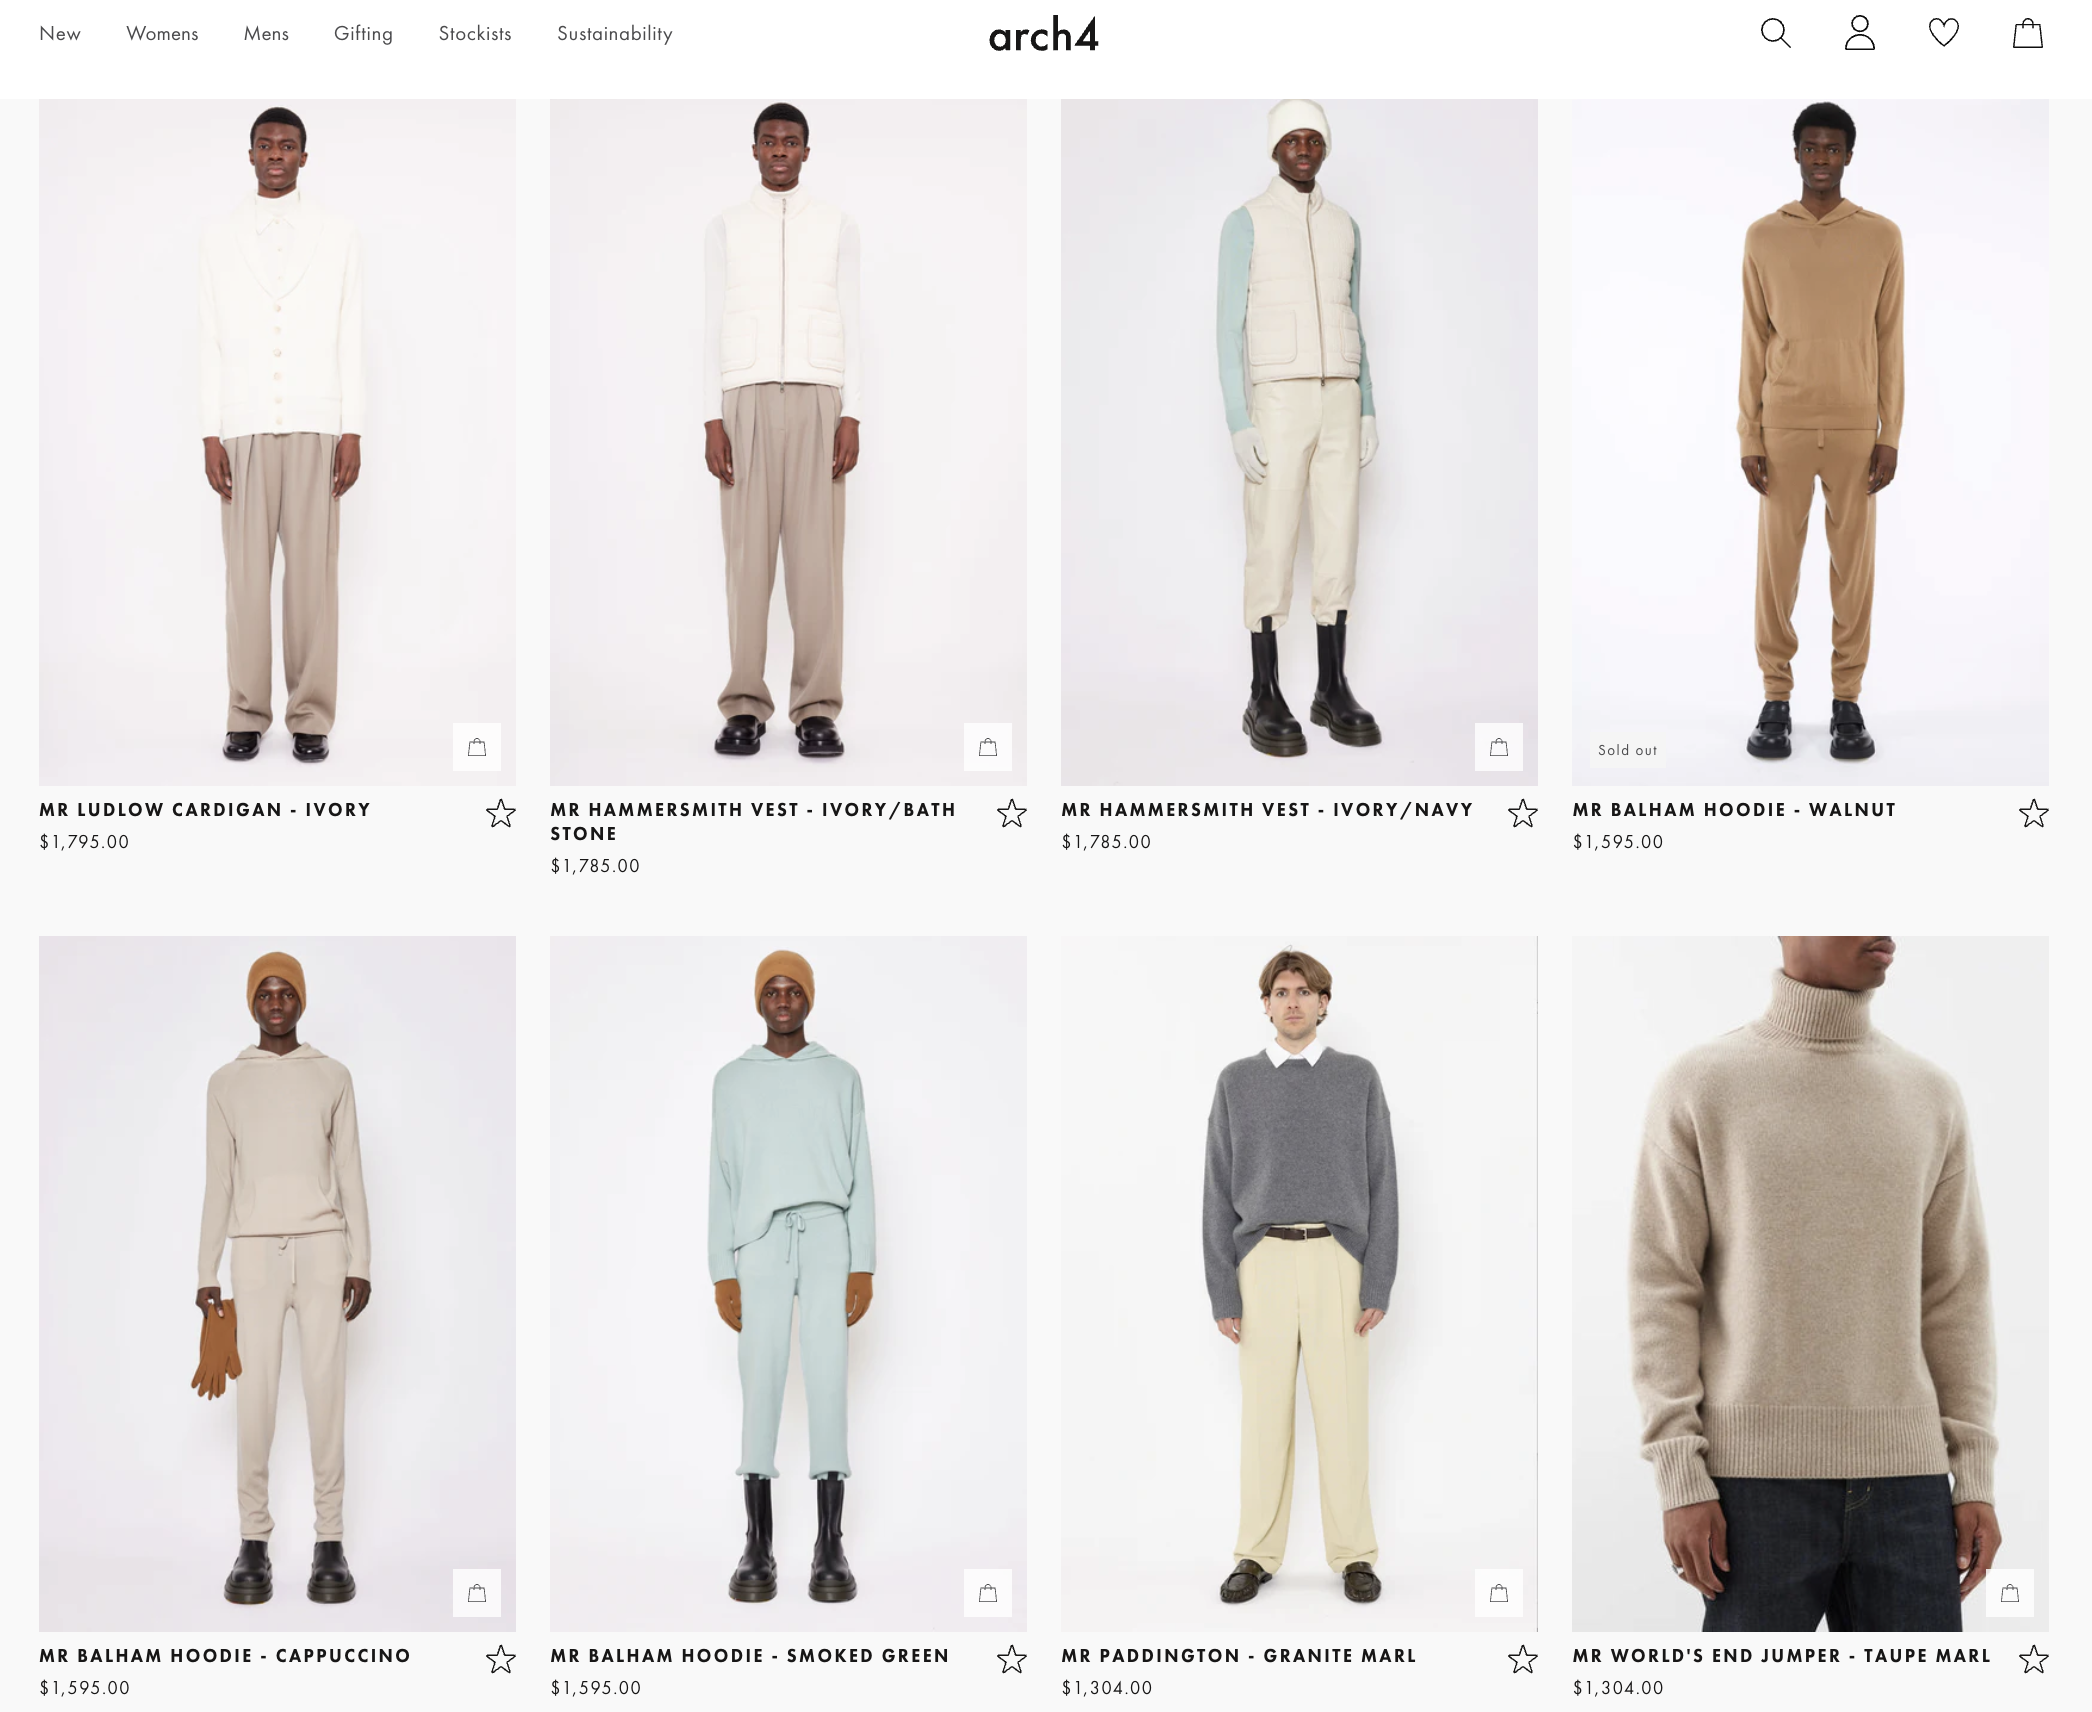 New Womens Mens Gifting Stockists Sustainability
arch4
Sold out
MR LUDLOW CARDIGAN - IVORY
$1,795.00
MR HAMMERSMITH VEST - IVORY/BATH
STONE
$1,785.00
MR HAMMERSMITH VEST - IVORY/NAVY
$1,785.00
MR BALHAM HOODIE - WALNUT
$1,595.00
MR BALHAM HOODIE - CAPPUCCINO
$1,595.00
MR BALHAM HOODIE - SMOKED GREEN
$1,595.00
MR PADDINGTON - GRANITE MARL
$1,304.00
MR WORLD'S END JUMPER - TAUPE MARL
$1,304.00